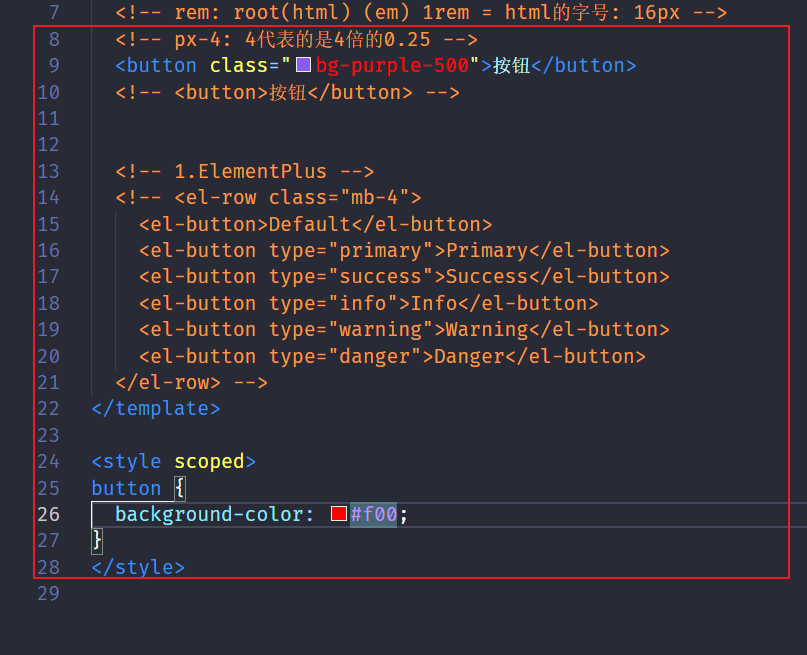 7 <!-- rem: root(html) (em) 1rem = html的字号: 16px -->
8 <!-- px-4: 4代表的是4倍的0.25 -->
9 <button class="bg-purple-500">按钮</button>
10 <!-- <button>按钮</button> -->
11
12
13 <!-- 1.ElementPlus -->
14 <!-- <el-row class="mb-4">
15 <el-button>Default</el-button>
16 <el-button type="primary">Primary</el-button>
17 <el-button type="success">Success</el-button>
18 <el-button type="info">Info</el-button>
19 <el-button type="warning">Warning</el-button>
20 <el-button type="danger">Danger</el-button>
21 </el-row> -->
22 </template>
23
24 <style scoped>
25 button {
26 background-color: #f00;
27 }
28 </style>
29